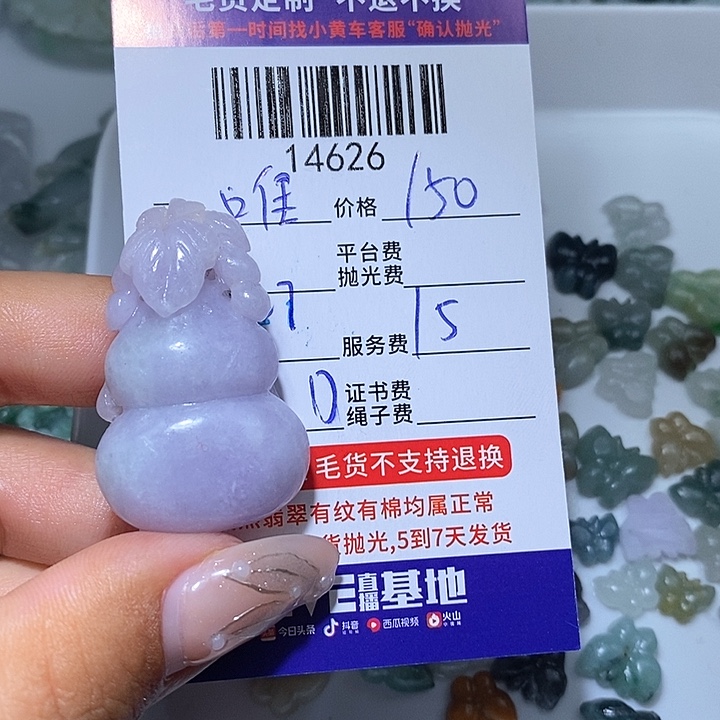 毛货定制 不退不换
后第一时间找小黄车客服“确认抛光”
14626
价格 150
平台费
抛光费
服务费 15
0 证书费
绳子费
毛货不支持退换
翡翠有纹有棉均属正常
货抛光,5到7天发货
直播基地
今日头条 抖音 西瓜视频 火山